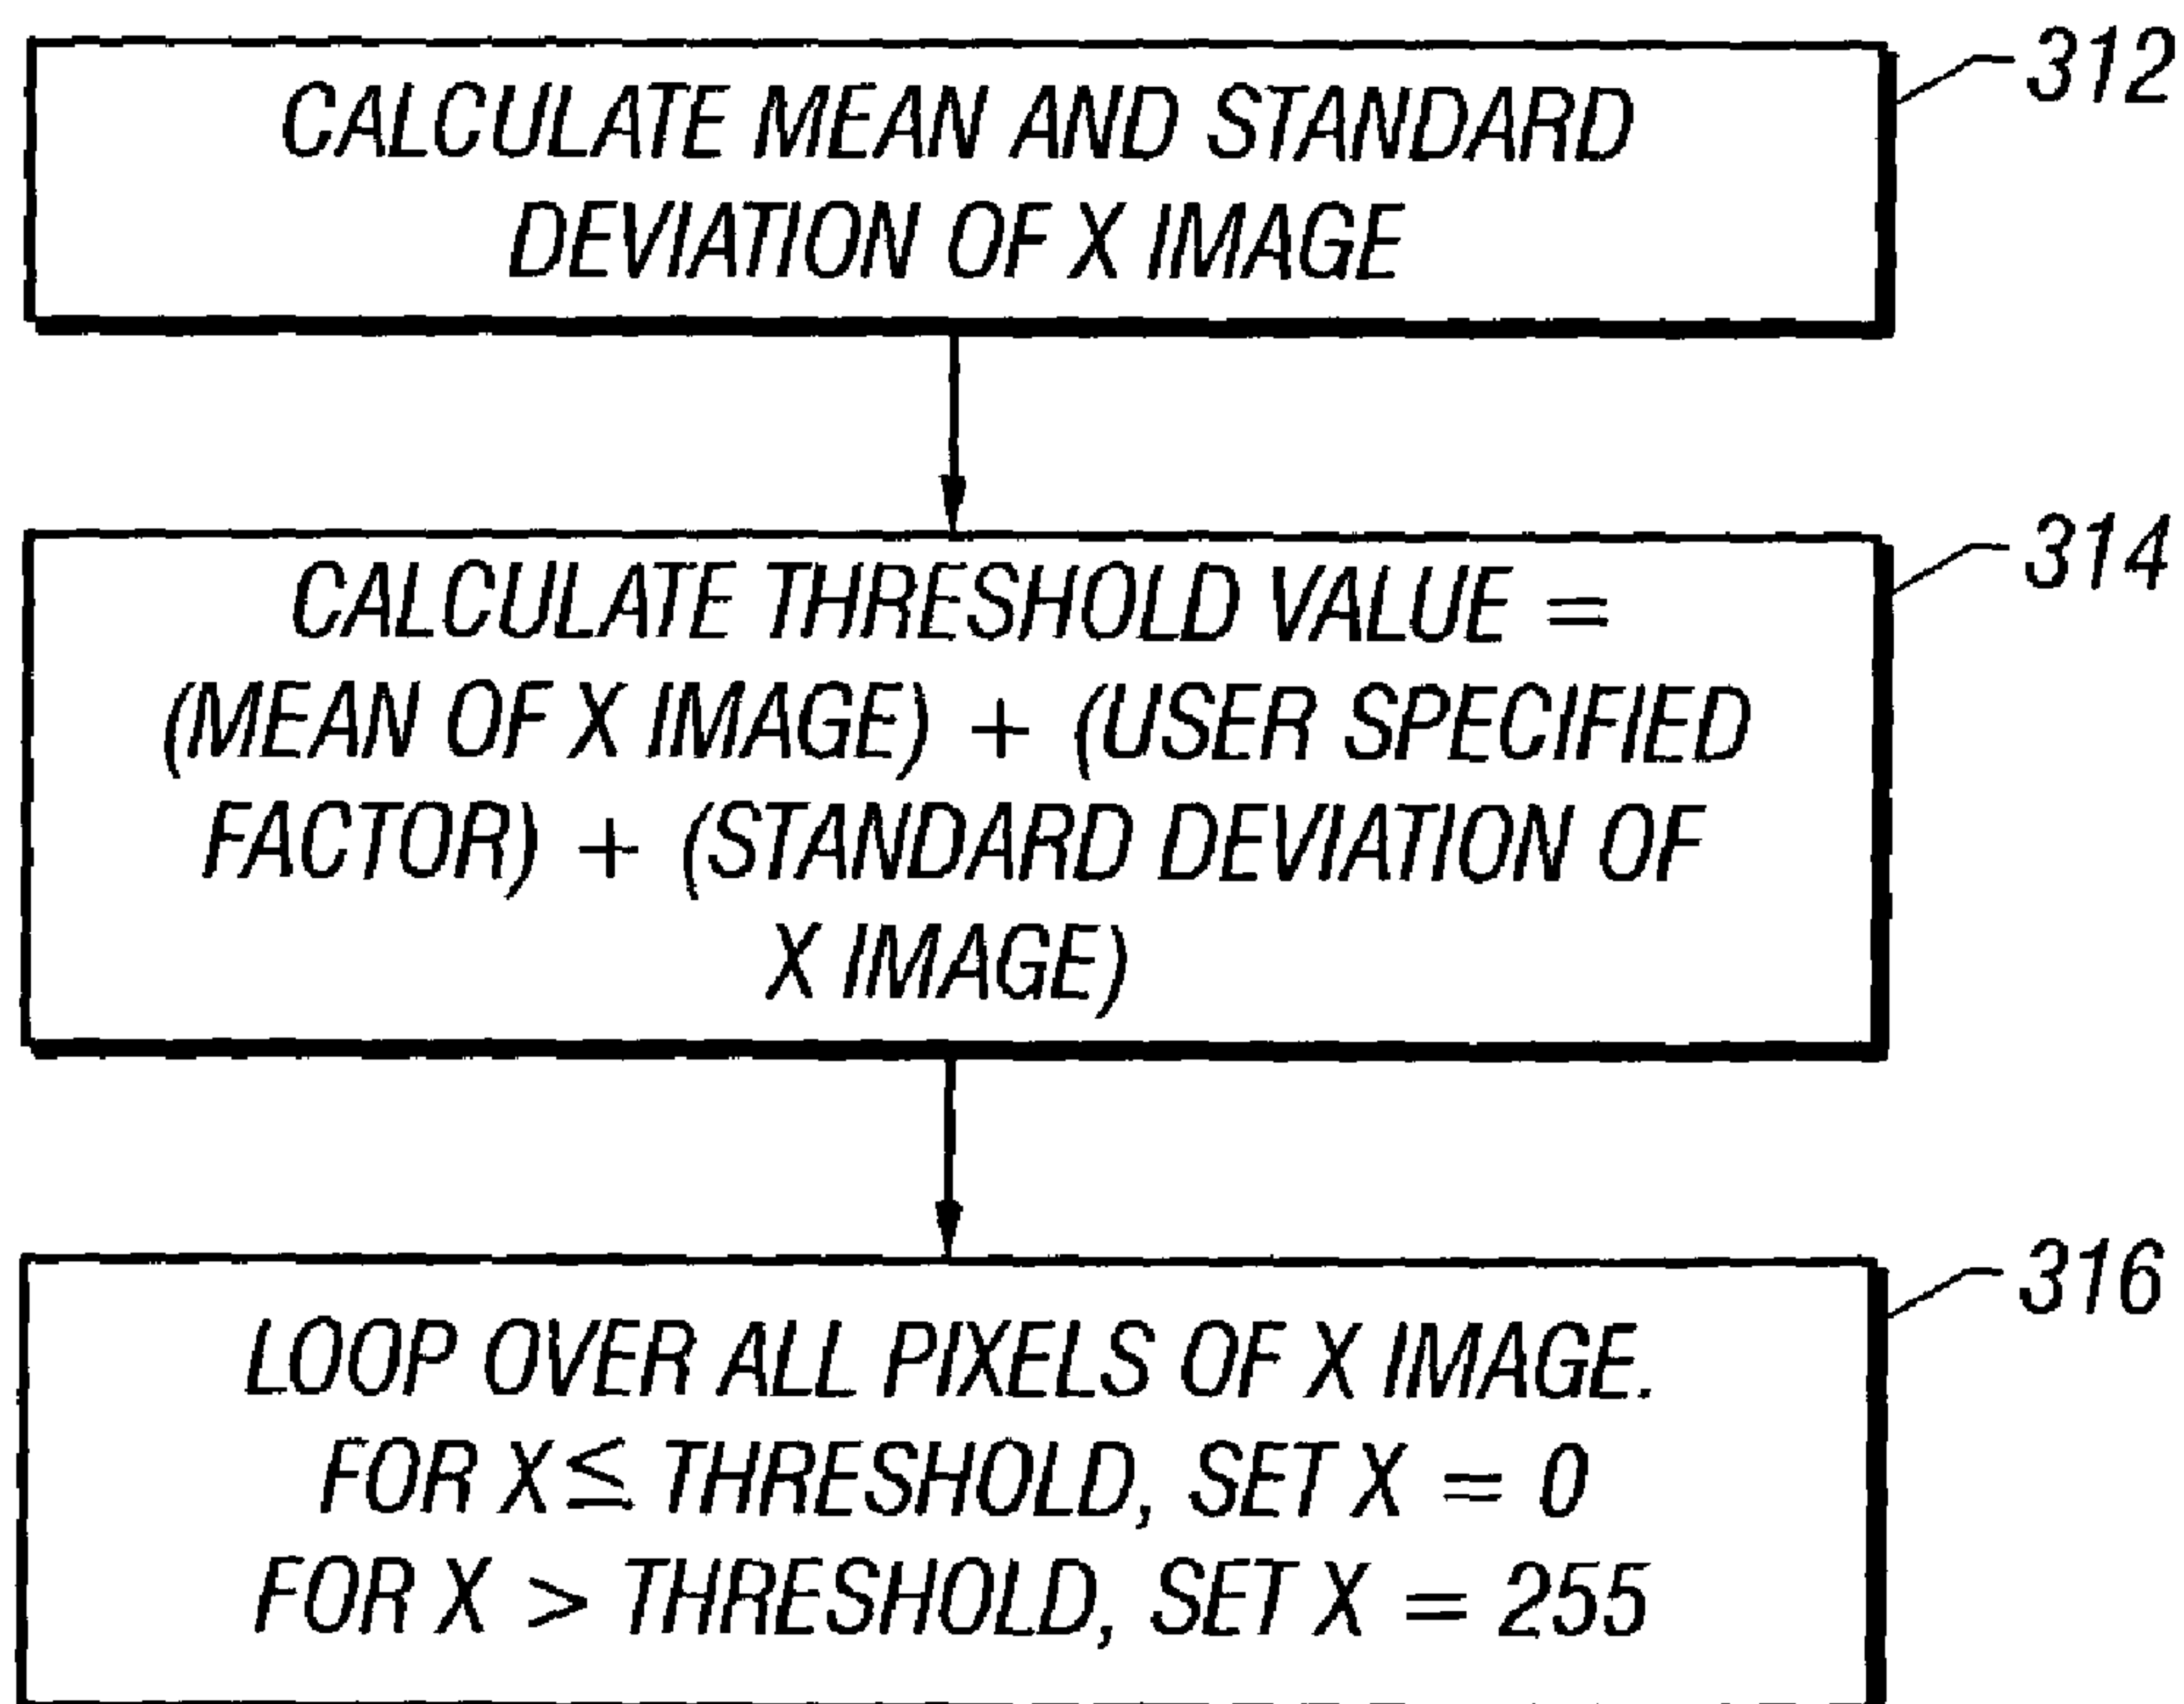 CALCULATE MEAN AND STANDARD
DEVIATION OF X IMAGE
312
CALCULATE THRESHOLD VALUE =
(MEAN OF X IMAGE) + (USER SPECIFIED
FACTOR) + (STANDARD DEVIATION OF
X IMAGE)
314
LOOP OVER ALL PIXELS OF X IMAGE.
FOR X ≤ THRESHOLD, SET X = 0
FOR X > THRESHOLD, SET X = 255
316